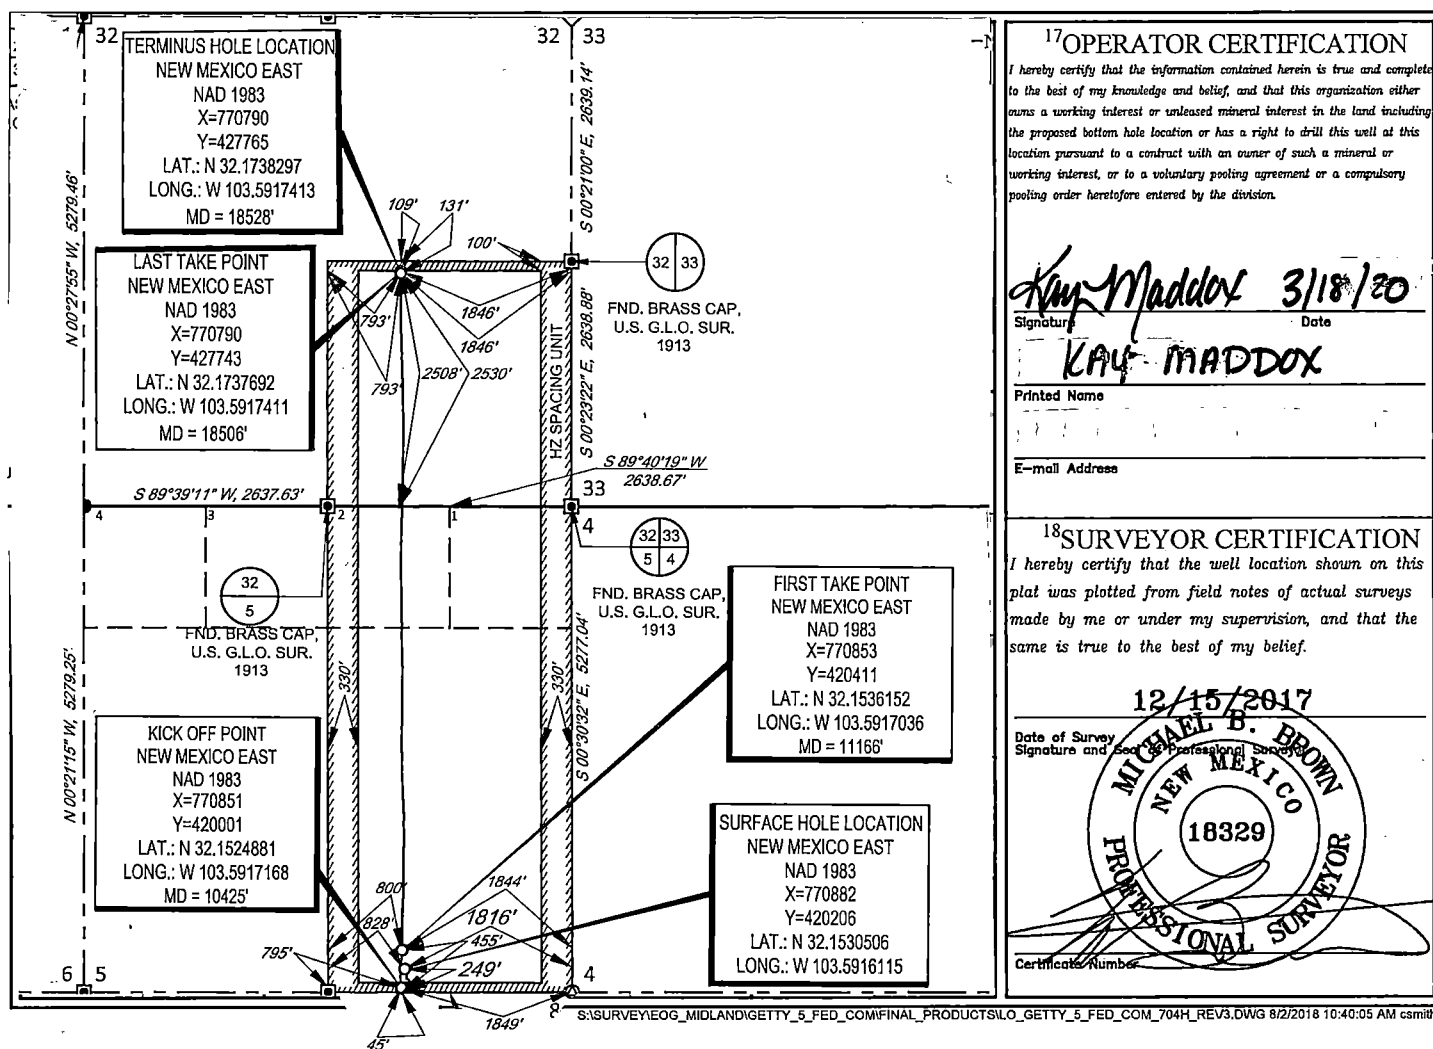 32
32
33
TERMINUS HOLE LOCATION
NEW MEXICO EAST
NAD 1983
X=770790
Y=427765
LAT.: N 32.1738297
LONG.: W 103.5917413
MD = 18528'
N 00°27'55" W, 5279.46'
S 00°21'00" E, 2639.14'
109'
131'
100'
LAST TAKE POINT
NEW MEXICO EAST
NAD 1983
X=770790
Y=427743
LAT.: N 32.1737692
LONG.: W 103.5917411
MD = 18506'
32 33
FND. BRASS CAP,
U.S. G.L.O. SUR.
1913
793'
1846'
1846'
793'
2508'
2530'
HZ SPACING UNIT
S 00°23'22" E, 2638.88'
S 89°40'19" W
2638.67'
S 89°39'11" W, 2637.63'
33
4
3
2
1
4
32 33
5 4
FND. BRASS CAP,
U.S. G.L.O. SUR.
1913
32
5
FND. BRASS CAP,
U.S. G.L.O. SUR.
1913
FIRST TAKE POINT
NEW MEXICO EAST
NAD 1983
X=770853
Y=420411
LAT.: N 32.1536152
LONG.: W 103.5917036
MD = 11166'
N 00°21'15" W, 5279.25'
330'
330'
S 00°30'32" E, 5277.04'
KICK OFF POINT
NEW MEXICO EAST
NAD 1983
X=770851
Y=420001
LAT.: N 32.1524881
LONG.: W 103.5917168
MD = 10425'
SURFACE HOLE LOCATION
NEW MEXICO EAST
NAD 1983
X=770882
Y=420206
LAT.: N 32.1530506
LONG.: W 103.5916115
800'
1844'
828'
1816'
455'
795'
249'
6
5
4
8
1849'
45'
17OPERATOR CERTIFICATION
I hereby certify that the information contained herein is true and complete
to the best of my knowledge and belief, and that this organization either
owns a working interest or unleased mineral interest in the land including
the proposed bottom hole location or has a right to drill this well at this
location pursuant to a contract with an owner of such a mineral or
working interest, or to a voluntary pooling agreement or a compulsory
pooling order heretofore entered by the division.
Kay Maddox 3/18/20
Signature Date
KAY MADDOX
Printed Name
E-mail Address
18SURVEYOR CERTIFICATION
I hereby certify that the well location shown on this
plat was plotted from field notes of actual surveys
made by me or under my supervision, and that the
same is true to the best of my belief.
12/15/2017
Date of Survey
Signature and Seal of Professional Surveyor
MICHAEL B. BROWN
NEW MEXICO
18329
PROFESSIONAL SURVEYOR
Certificate Number
S:\SURVEY\EOG_MIDLAND\GETTY_5_FED_COM\FINAL_PRODUCTS\LO_GETTY_5_FED_COM_704H_REV3.DWG 8/2/2018 10:40:05 AM csmith